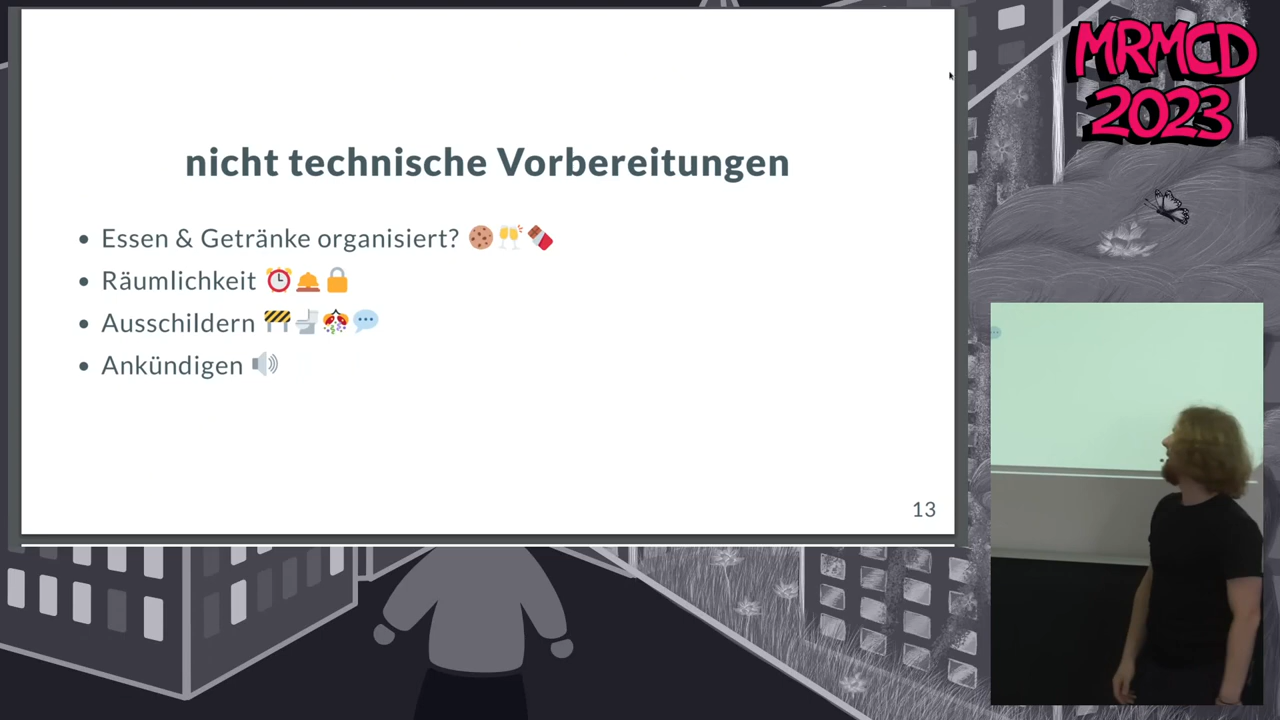 MRMCD
2023
nicht technische Vorbereitungen
• Essen & Getränke organisiert? 🍪🥂🍫
• Räumlichkeit ⏰🛎️🔒
• Ausschildern 🚧🚽🎊💬
• Ankündigen 🔊
13